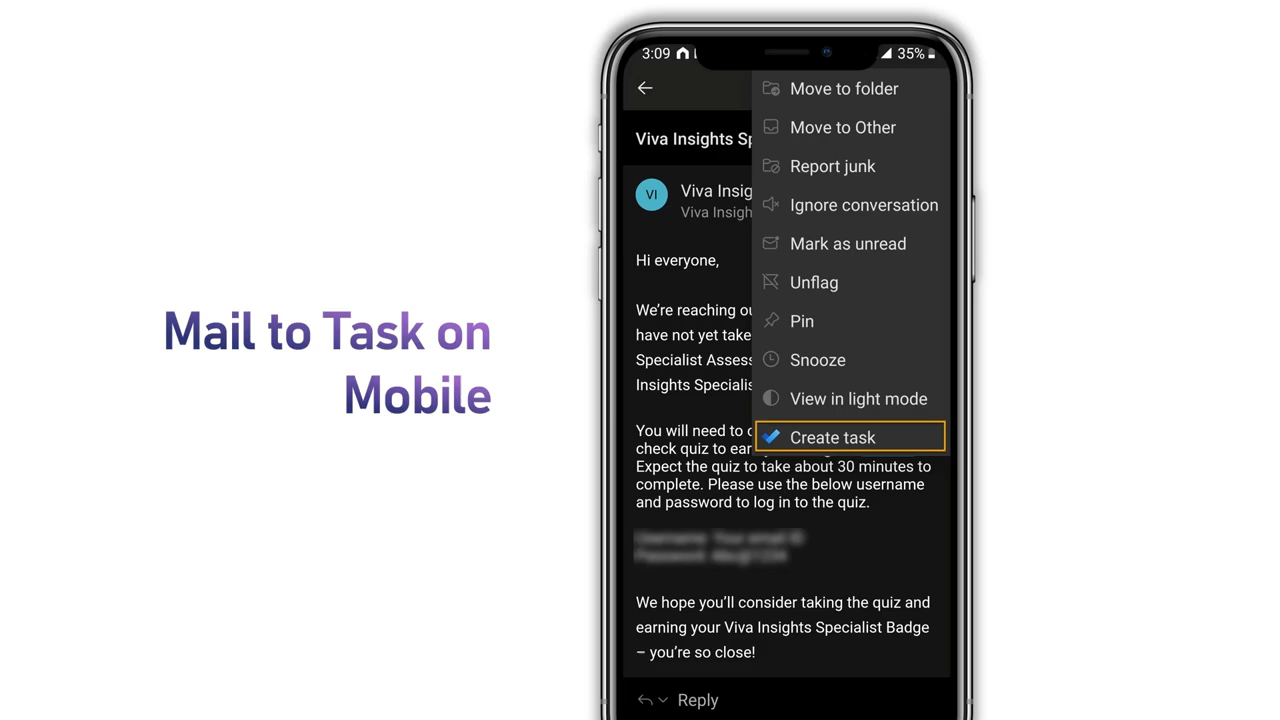 Mail to Task on
Mobile
3:09
35%
Move to folder
Move to Other
Report junk
Ignore conversation
Mark as unread
Unflag
Pin
Snooze
View in light mode
Create task
Viva Insights Sp
VI
Viva Insig
Viva Insigh
Hi everyone,
We're reaching ou
have not yet take
Specialist Assess
Insights Specialis
You will need to c
check quiz to ear
Expect the quiz to take about 30 minutes to
complete. Please use the below username
and password to log in to the quiz.
We hope you'll consider taking the quiz and
earning your Viva Insights Specialist Badge
– you're so close!
Reply